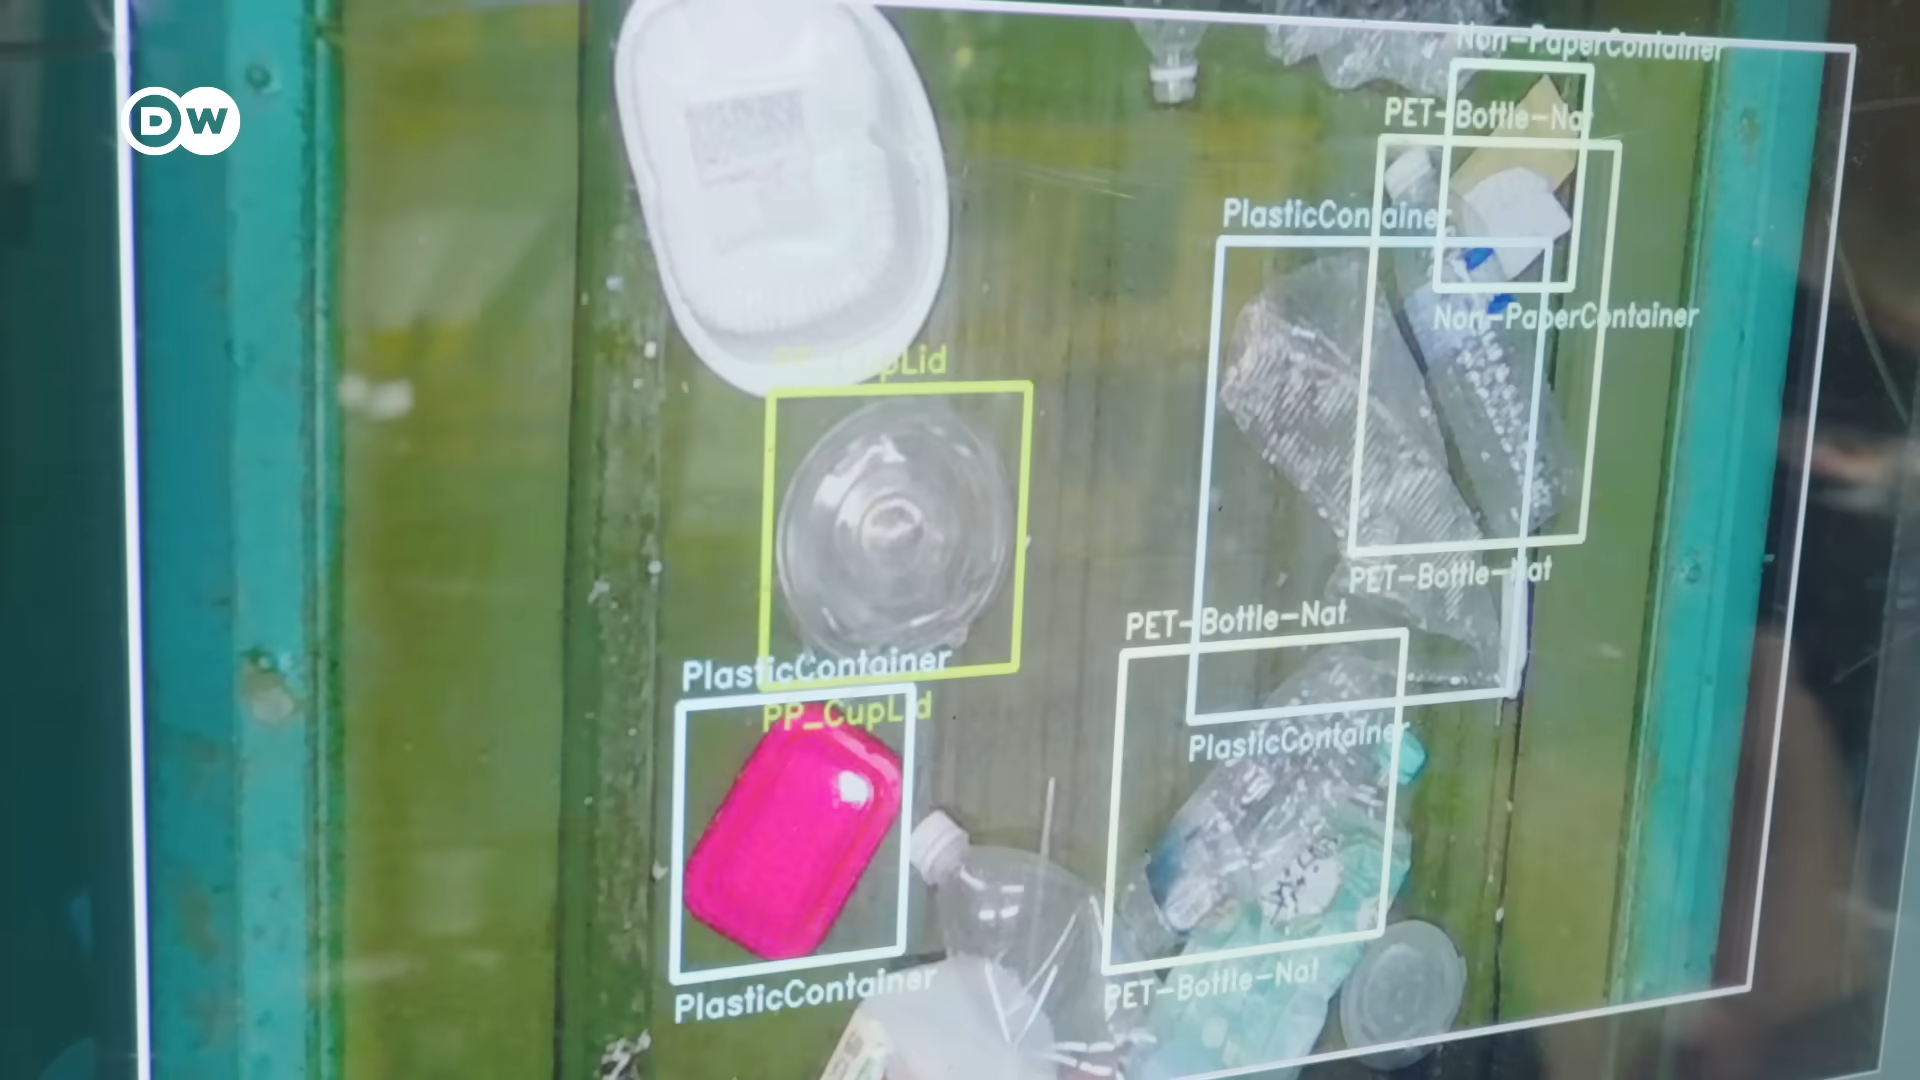 DW
Non-PaperContainer
PET-Bottle-Nat
PlasticContainer
Non-PaperContainer
PP_CupLid
PET-Bottle-Nat
PET-Bottle-Nat
PlasticContainer
PP_CupLid
PlasticContainer
PlasticContainer
PET-Bottle-Nat